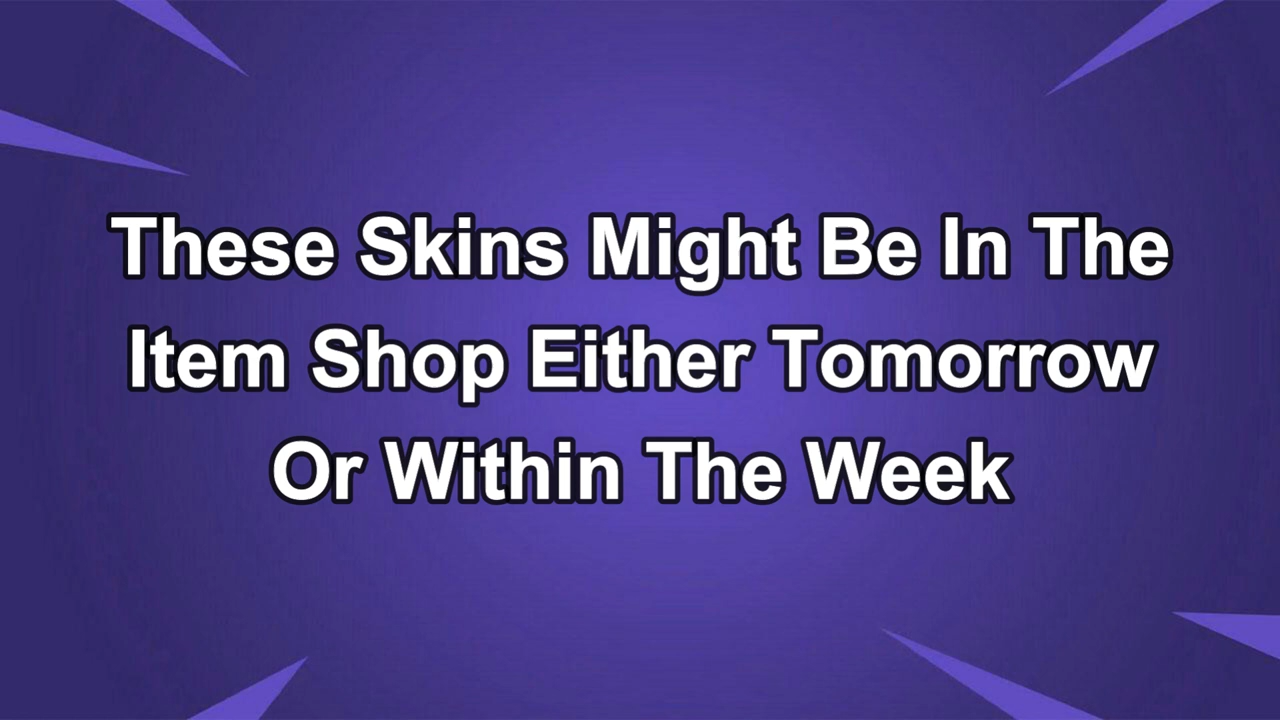 These Skins Might Be In The
Item Shop Either Tomorrow
Or Within The Week